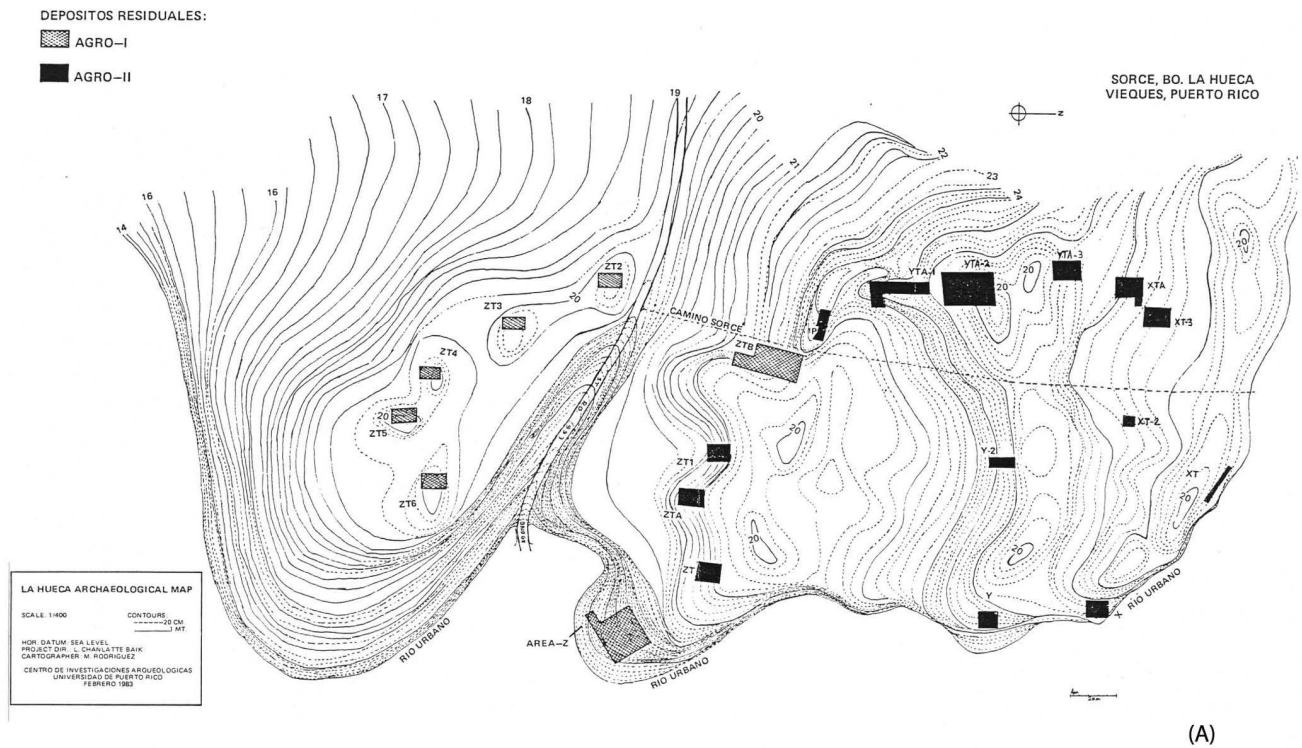 DEPOSITOS RESIDUALES:
AGRO-I
AGRO-II
SORCE, BO. LA HUECA
VIEQUES, PUERTO RICO
N
14
16
16
17
18
19
20
21
22
23
24
ZT2
20
ZT3
ZT4
20
ZT5
ZT6
CAMINO SORCE
ZTB
IP
YTA-1
YTA-2
20
20
YTA-3
XTA
XT-3
20
XT-2
XT
20
Y-2
20
ZT1
ZTA
20
20
ZT
Y
X
RIO URBANO
AREA-Z
RIO URBANO
RIO URBANO
LA HUECA ARCHAEOLOGICAL MAP
SCALE: 1/400
CONTOURS:
20 CM
1 MT
HOR. DATUM: SEA LEVEL
PROJECT DIR. L. CHANLATTE BAIK
CARTOGRAPHER: M. RODRIGUEZ
CENTRO DE INVESTIGACIONES ARQUEOLOGICAS
UNIVERSIDAD DE PUERTO RICO
FEBRERO 1983
(A)